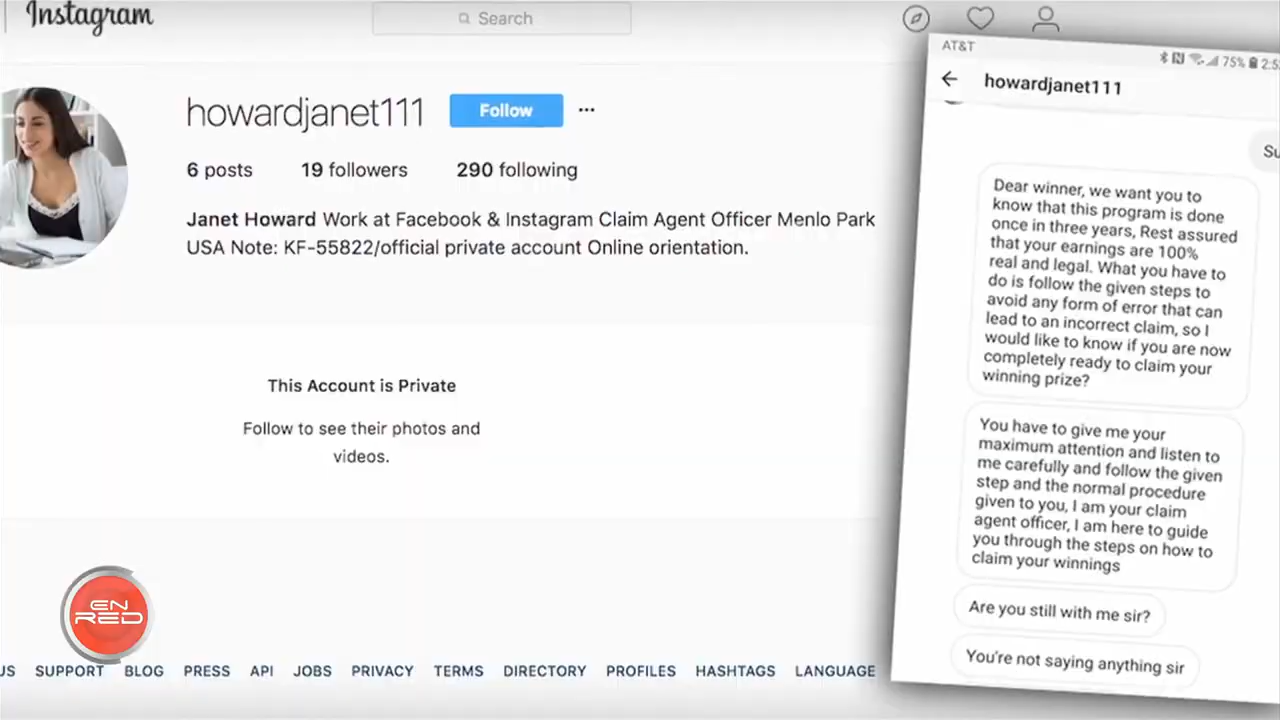 Instagram
Search
howardjanet111
Follow
6 posts 19 followers 290 following
Janet Howard Work at Facebook & Instagram Claim Agent Officer Menlo Park
USA Note: KF-55822/official private account Online orientation.
This Account is Private
Follow to see their photos and
videos.
EN
RED
US SUPPORT BLOG PRESS API JOBS PRIVACY TERMS DIRECTORY PROFILES HASHTAGS LANGUAGE
AT&T 75% 2:5
howardjanet111
Su
Dear winner, we want you to
know that this program is done
once in three years, Rest assured
that your earnings are 100%
real and legal. What you have to
do is follow the given steps to
avoid any form of error that can
lead to an incorrect claim, so I
would like to know if you are now
completely ready to claim your
winning prize?
You have to give me your
maximum attention and listen to
me carefully and follow the given
step and the normal procedure
given to you, I am your claim
agent officer, I am here to guide
you through the steps on how to
claim your winnings
Are you still with me sir?
You're not saying anything sir